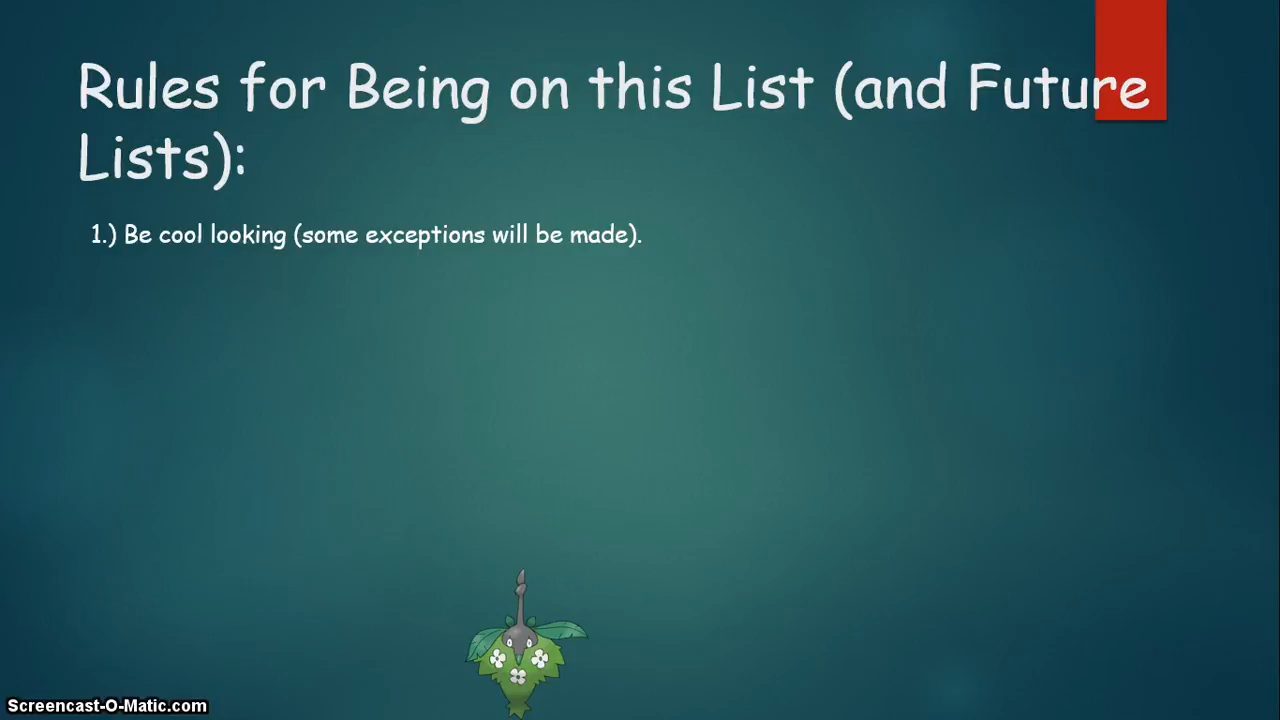 Rules for Being on this List (and Future
Lists):
1.) Be cool looking (some exceptions will be made).
Screencast-O-Matic.com